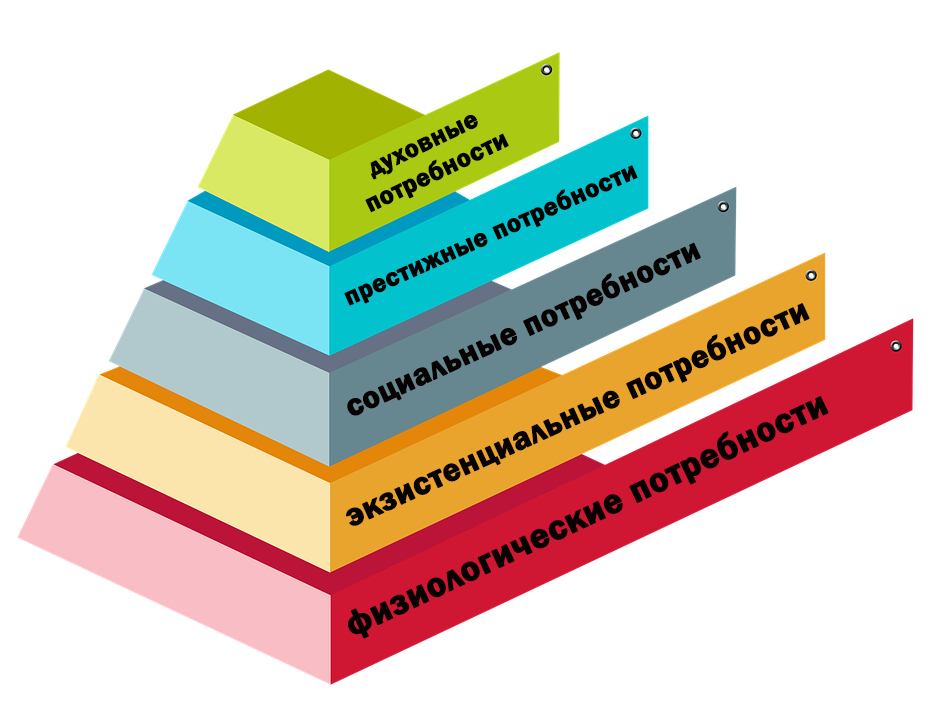 духовные
потребности
престижные потребности
социальные потребности
экзистенциальные потребности
физиологические потребности